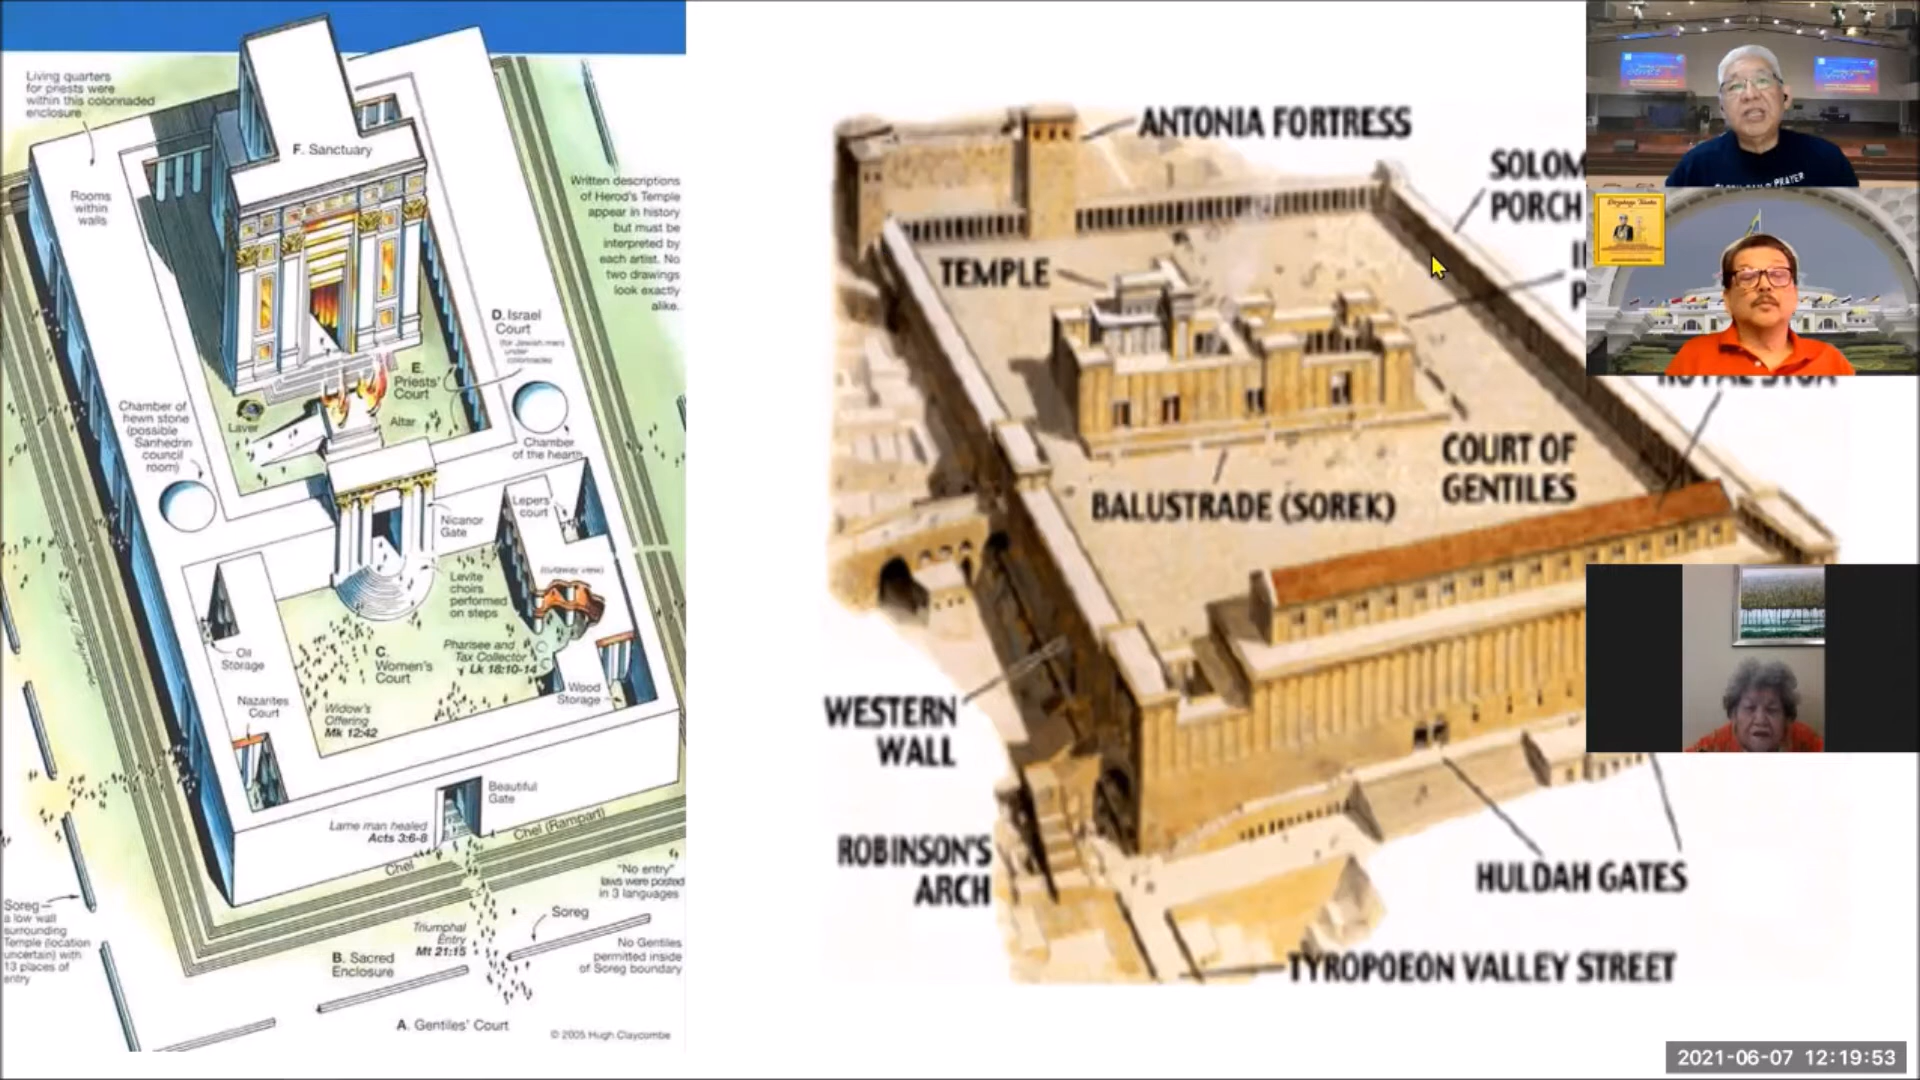 Living quarters
for priests were
within this colonnaded
enclosure
Rooms
within
walls
F. Sanctuary
Written descriptions
of Herod's Temple
appear in history
but must be
interpreted by
each artist. No
two drawings
look exactly
alike.
D. Israel
Court
(for Jewish men)
under
colonnades)
E.
Priests'
Court
Laver
Altar
Chamber of
hewn stone
(possible
Sanhedrin
council
room)
Chamber
of the hearth
Lepers'
court
Nicanor
Gate
(cutaway view)
Levite
choirs
performed
on steps
Oil
Storage
C.
Women's
Court
Pharisee and
Tax Collector
Lk 18:10-14
Wood
Storage
Nazarites
Court
Widow's
Offering
Mk 12:42
Beautiful
Gate
Lame man healed
Acts 3:6-8
Chel (Rampart)
Chel
"No entry"
laws were posted
in 3 languages
Soreg
a low wall
surrounding
Temple (location
uncertain) with
13 places of
entry
Soreg
Triumphal
Entry
Mt 21:15
B. Sacred
Enclosure
No Gentiles
permitted inside
of Soreg boundary
A. Gentiles' Court
© 2005 Hugh Claycombe
ANTONIA FORTRESS
SOLOM
PORCH
TEMPLE
COURT OF
GENTILES
BALUSTRADE (SOREK)
WESTERN
WALL
ROBINSON'S
ARCH
HULDAH GATES
TYROPOEON VALLEY STREET
2021-06-07 12:19:53